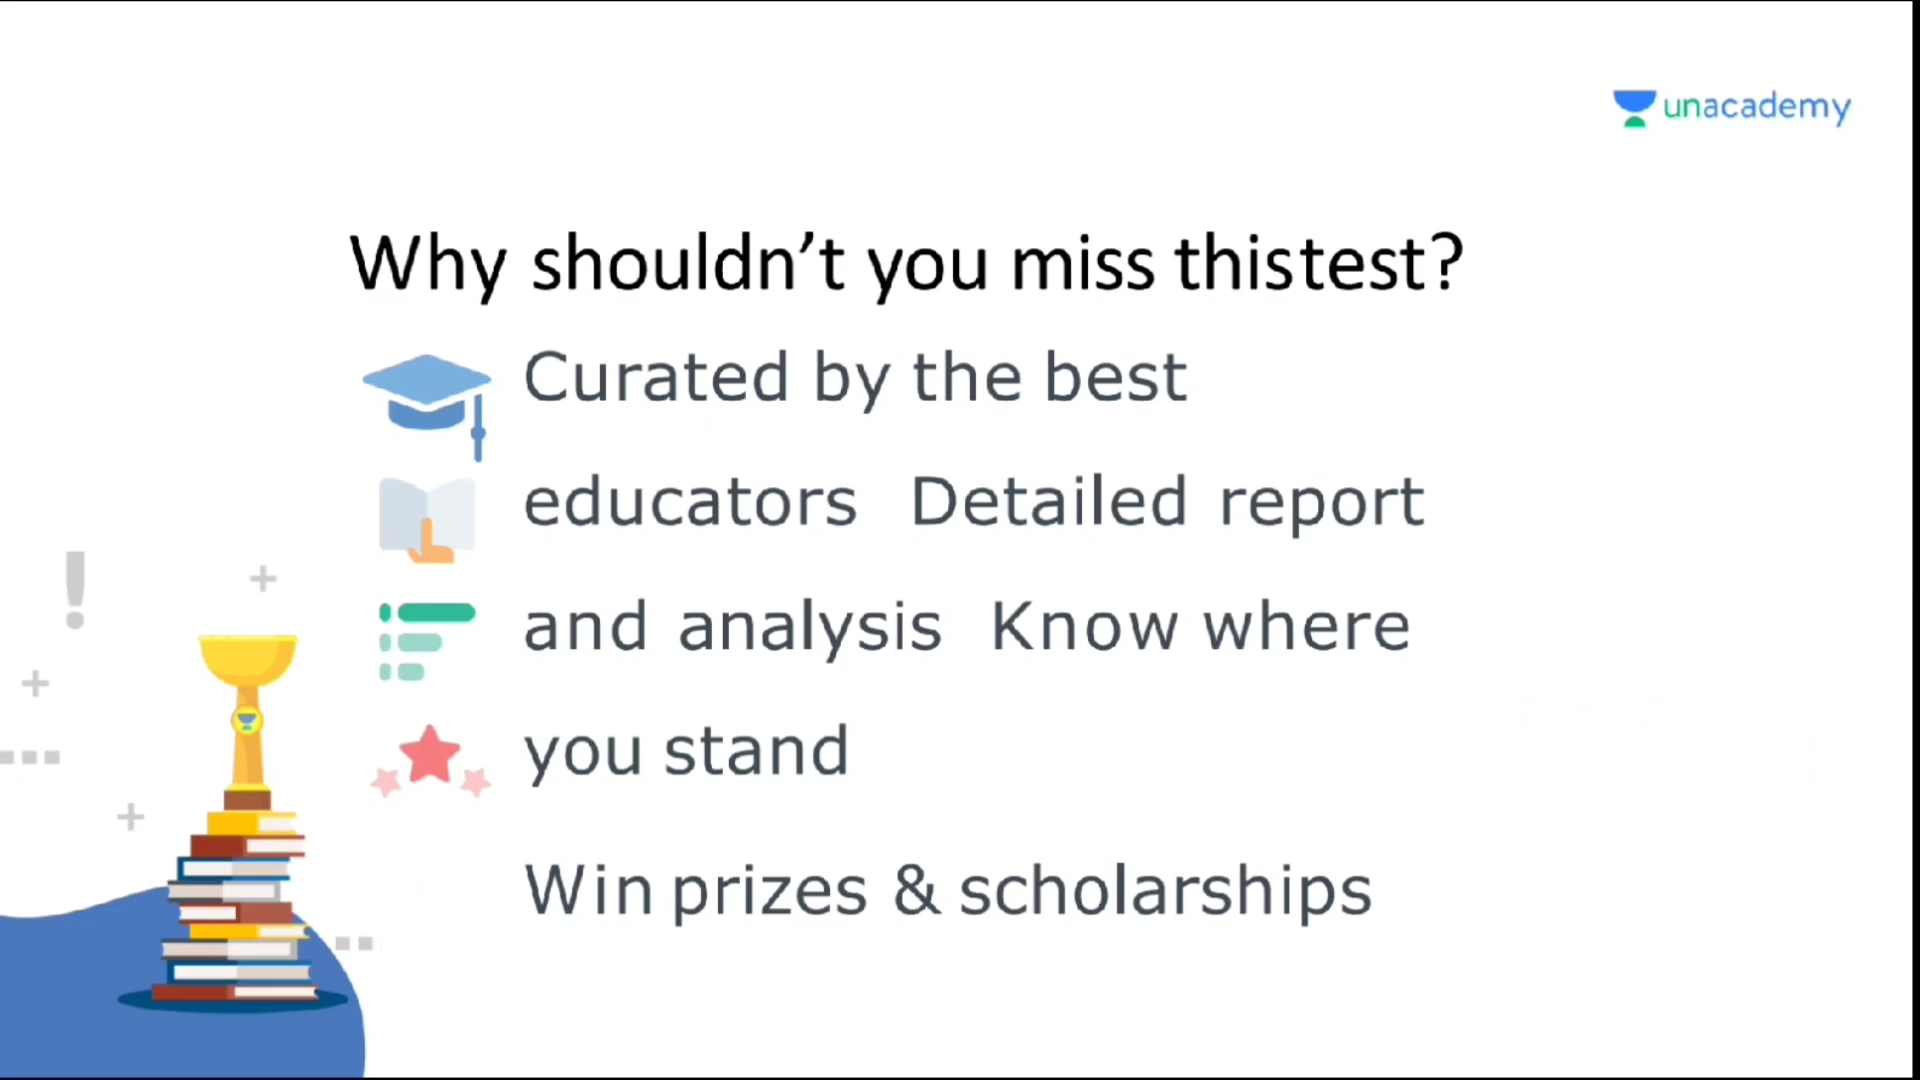 unacademy
Why shouldn’t you miss thistest?
Curated by the best
educators Detailed report
and analysis Know where
you stand
Win prizes & scholarships